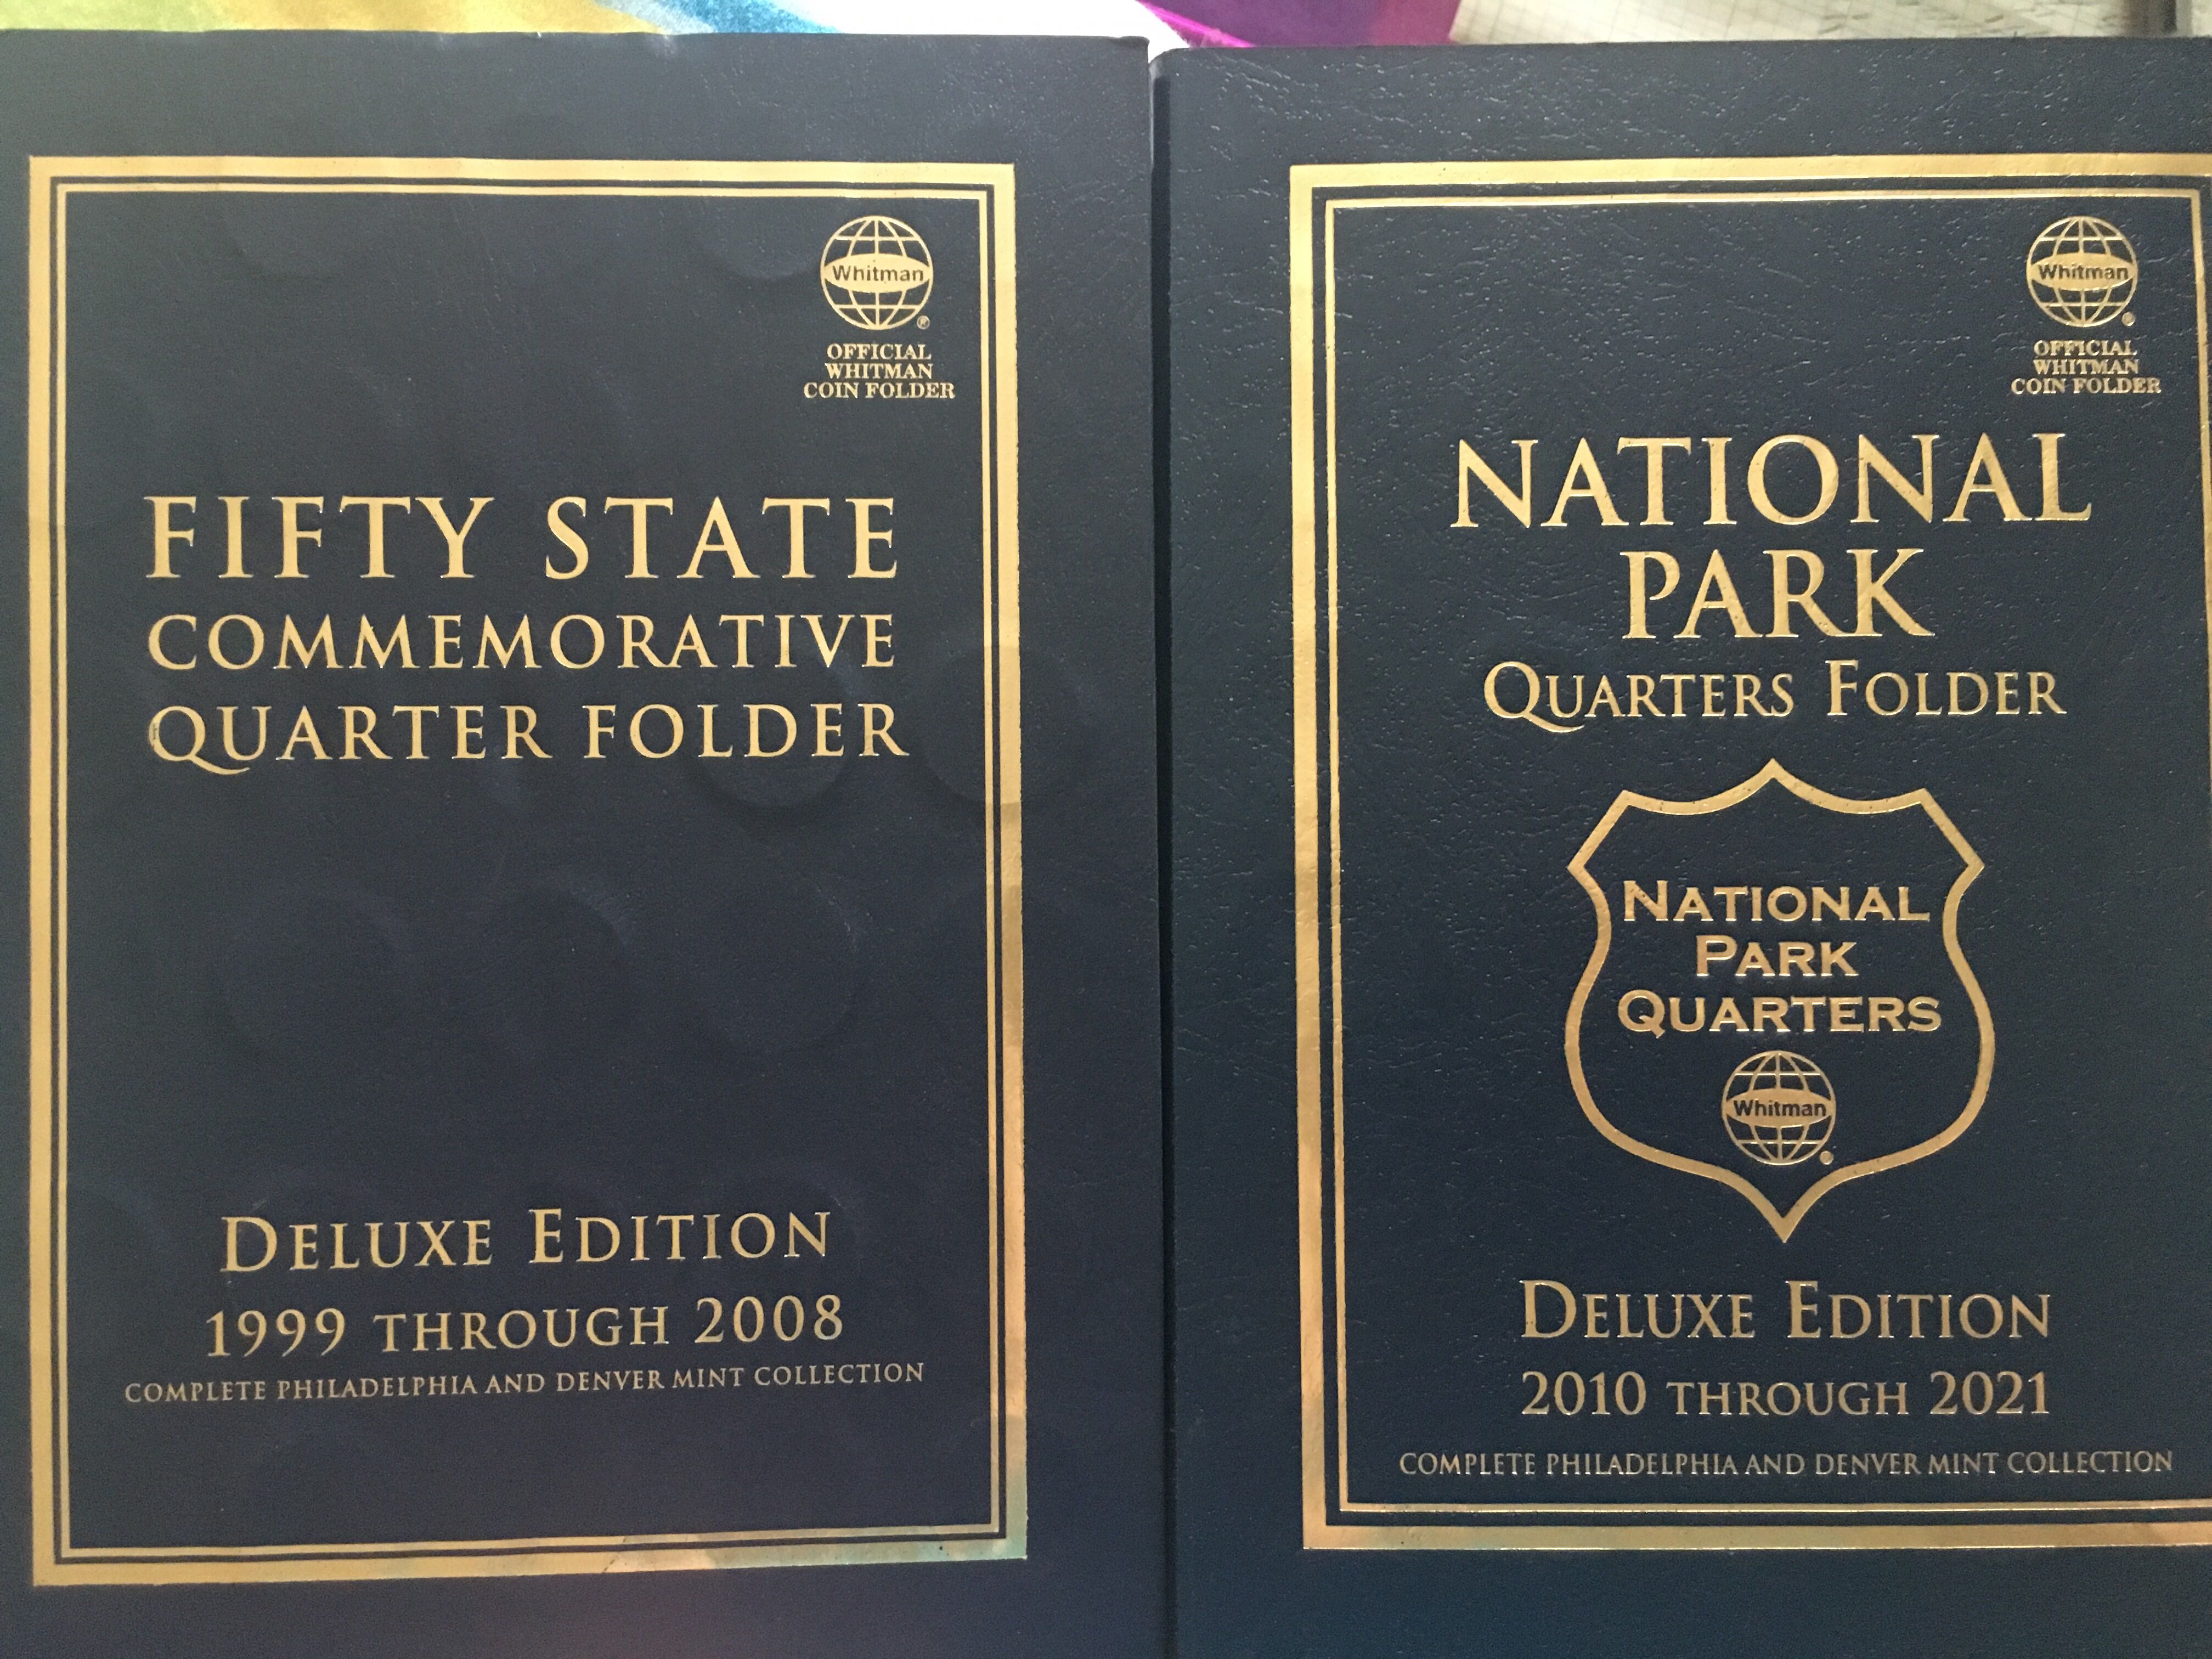 Whitman
OFFICIAL
WHITMAN
COIN FOLDER
FIFTY STATE
COMMEMORATIVE
QUARTER FOLDER
DELUXE EDITION
1999 THROUGH 2008
COMPLETE PHILADELPHIA AND DENVER MINT COLLECTION
Whitman
OFFICIAL
WHITMAN
COIN FOLDER
NATIONAL
PARK
QUARTERS FOLDER
NATIONAL
PARK
QUARTERS
Whitman
DELUXE EDITION
2010 THROUGH 2021
COMPLETE PHILADELPHIA AND DENVER MINT COLLECTION